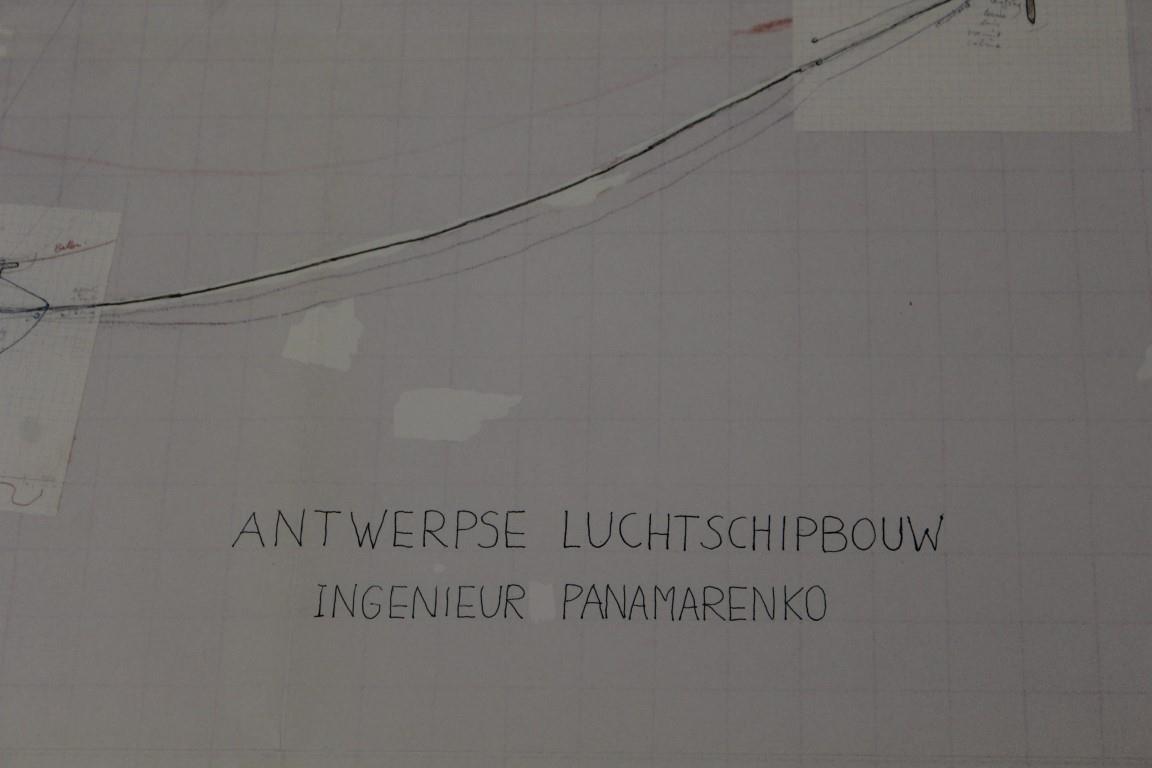 ANTWERPSE LUCHTSCHIPBOUW
INGENIEUR PANAMARENKO